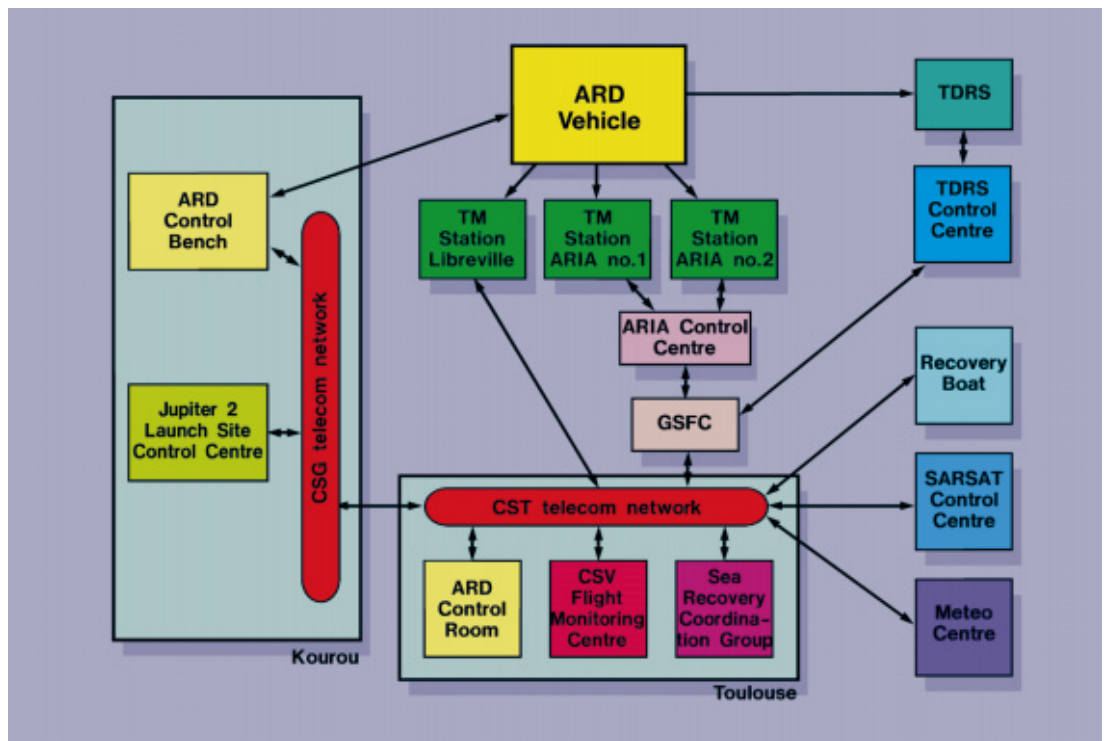 ARD
Vehicle
TDRS
ARD
Control
Bench
TDRS
Control
Centre
TM
Station
Libreville
TM
Station
ARIA no.1
TM
Station
ARIA no.2
CSG telecom network
ARIA Control
Centre
Recovery
Boat
Jupiter 2
Launch Site
Control Centre
GSFC
SARSAT
Control
Centre
CST telecom network
ARD
Control
Room
CSV
Flight
Monitoring
Centre
Sea
Recovery
Coordina-
tion Group
Meteo
Centre
Kourou
Toulouse